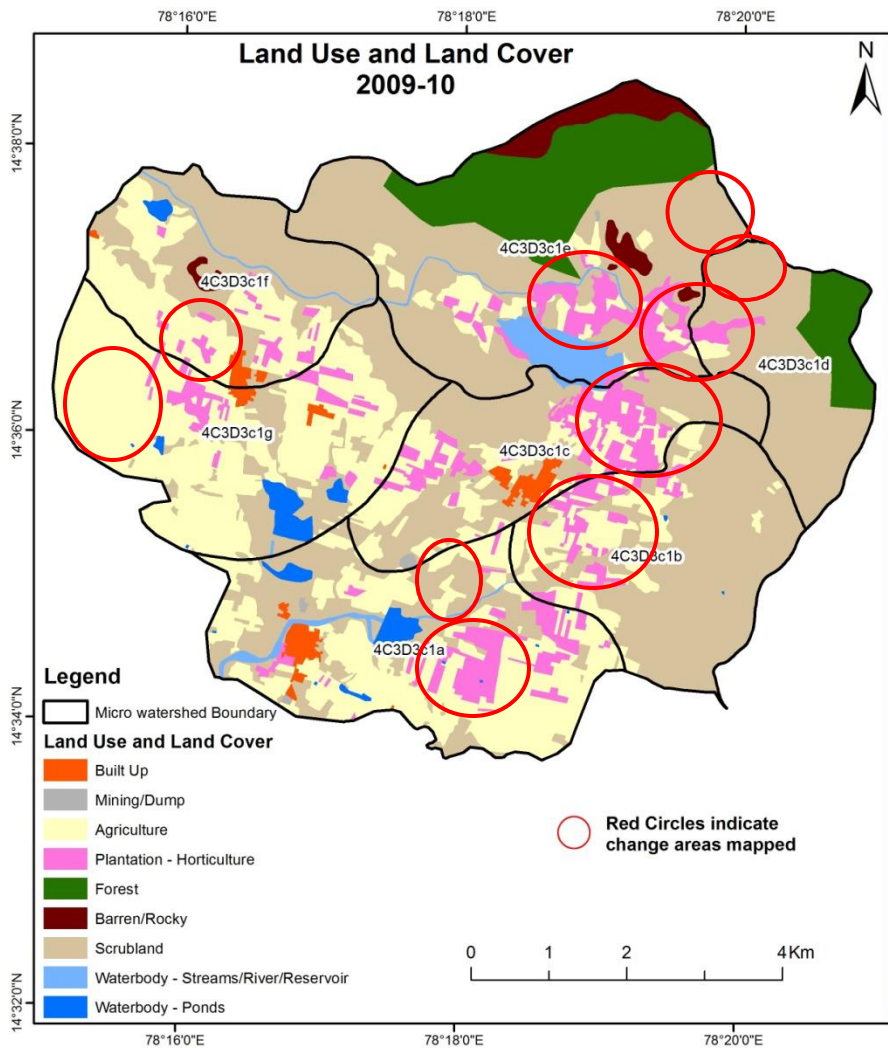 78°16'0"E
78°18'0"E
78°20'0"E
Land Use and Land Cover
2009-10
N
14°38'0"N
4C3D3c1e
4C3D3c1f
4C3D3c1d
14°36'0"N
4C3D3c1g
4C3D3c1c
4C3D3c1b
4C3D3c1a
14°34'0"N
Legend
Micro watershed Boundary
Land Use and Land Cover
Built Up
Mining/Dump
Agriculture
Plantation - Horticulture
Forest
Barren/Rocky
Scrubland
Waterbody - Streams/River/Reservoir
Waterbody - Ponds
Red Circles indicate
change areas mapped
0 1 2 4Km
14°32'0"N
78°16'0"E
78°18'0"E
78°20'0"E